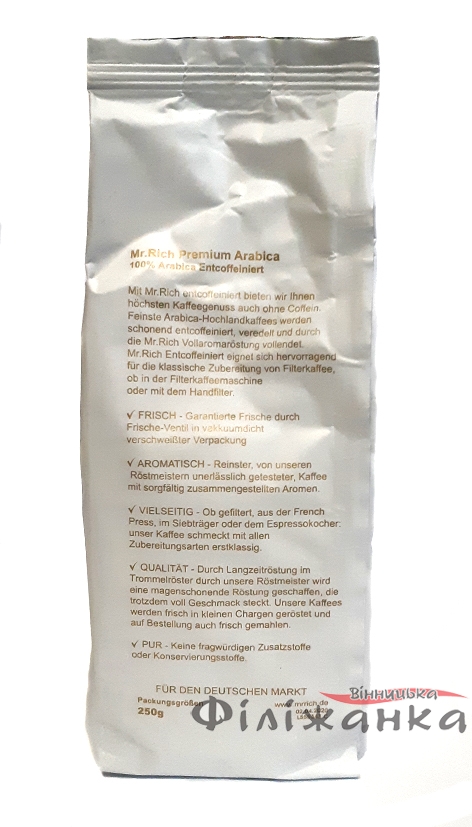 Mr.Rich Premium Arabica
100% Arabica Entcoffeiniert
Mit Mr.Rich entcoffeiniert bieten wir Ihnen
höchsten Kaffeegenuss auch ohne Coffein.
Feinste Arabica-Hochlandkaffees werden
schonend entcoffeiniert, veredelt und durch
die Mr.Rich Vollaromaröstung vollendet.
Mr.Rich Entcoffeiniert eignet sich hervorragend
für die klassische Zubereitung von Filterkaffee,
ob in der Filterkaffeemaschine
oder mit dem Handfilter.
√ FRISCH - Garantierte Frische durch
Frische-Ventil in vakkuumdicht
verschweißter Verpackung
√ AROMATISCH - Reinster, von unseren
Röstmeistern unerlässlich getesteter, Kaffee
mit sorgfältig zusammengestellten Aromen.
√ VIELSEITIG - Ob gefiltert, aus der French
Press, im Siebträger oder dem Espressokocher:
unser Kaffee schmeckt mit allen
Zubereitungsarten erstklassig.
√ QUALITÄT - Durch Langzeitröstung im
Trommelröster durch unsere Röstmeister wird
eine magenschonende Röstung geschaffen, die
trotzdem voll Geschmack steckt. Unsere Kaffees
werden frisch in kleinen Chargen geröstet und
auf Bestellung auch frisch gemahlen.
√ PUR - Keine fragwürdigen Zusatzstoffe
oder Konservierungsstoffe.
FÜR DEN DEUTSCHEN MARKT
Packungsgrößen www.mrrich.de
250g
Вінницька
Філіжанка